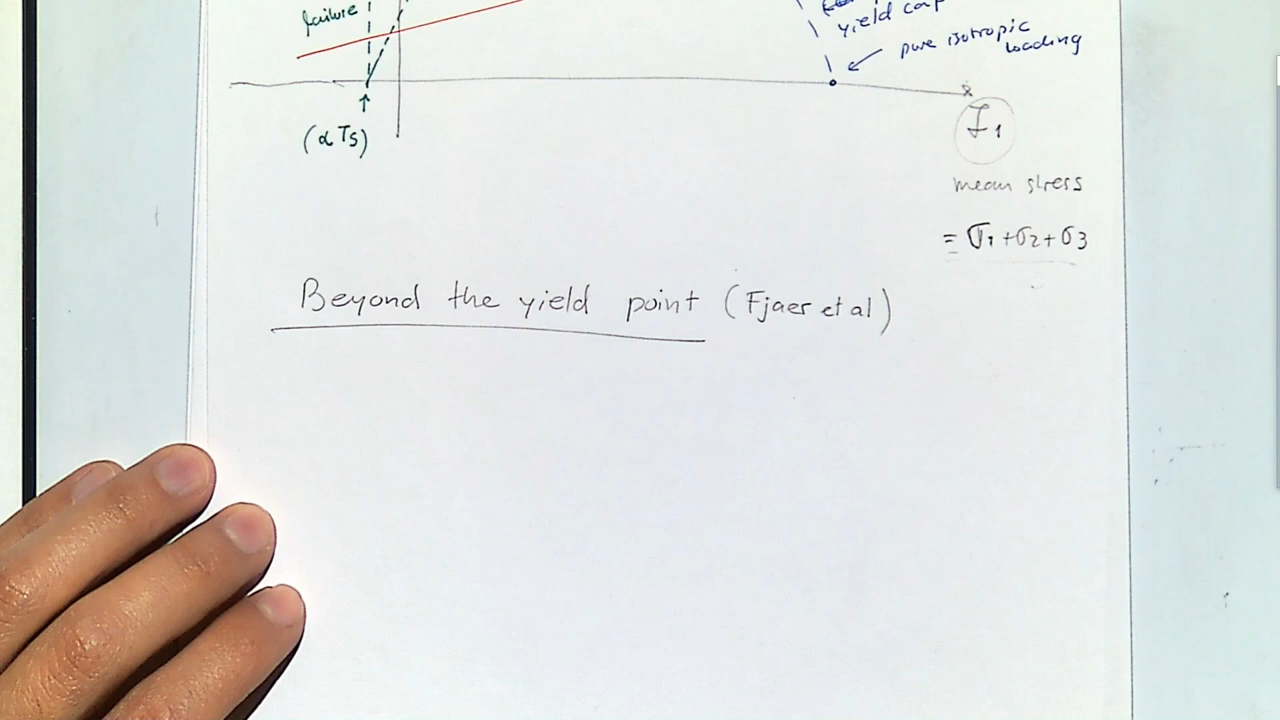 failure
yield cap
pure isotropic
loading
(α TS)
I1
mean stress
= σ1+σ2+σ3
Beyond the yield point (Fjaer et al)